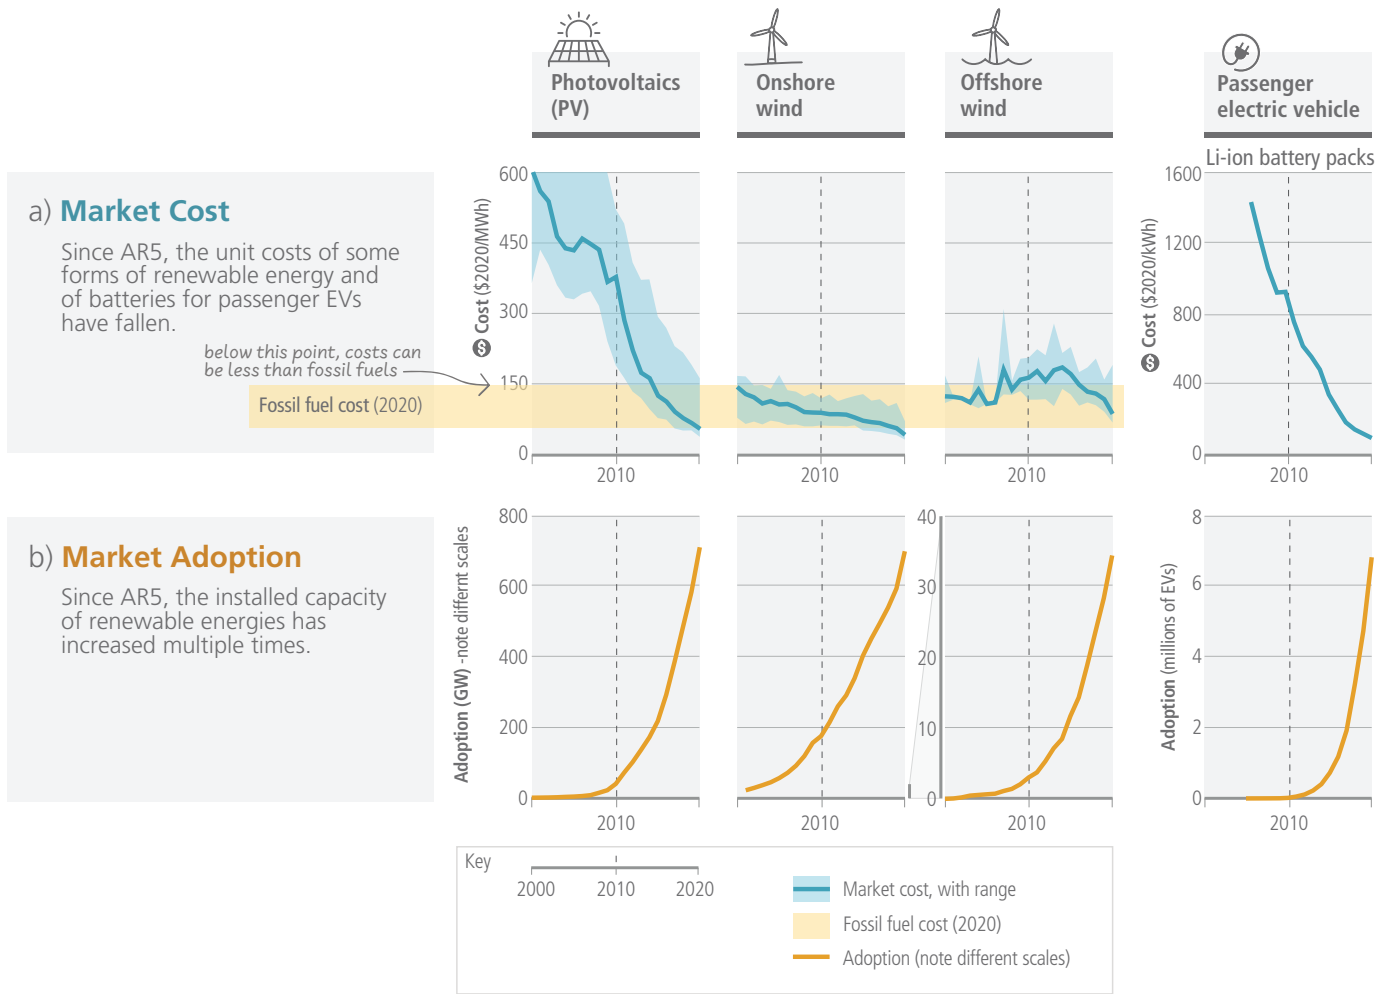 Photovoltaics
(PV)
Onshore
wind
Offshore
wind
Passenger
electric vehicle
Li-ion battery packs
a) Market Cost
Since AR5, the unit costs of some
forms of renewable energy and
of batteries for passenger EVs
have fallen.
below this point, costs can
be less than fossil fuels
Fossil fuel cost (2020)
$ Cost ($2020/MWh)
600
450
300
150
0
2010
2010
2010
$ Cost ($2020/kWh)
1600
1200
800
400
0
2010
b) Market Adoption
Since AR5, the installed capacity
of renewable energies has
increased multiple times.
Adoption (GW) -note differnt scales
800
600
400
200
0
2010
2010
40
30
20
10
0
2010
Adoption (millions of EVs)
8
6
4
2
0
2010
Key
2000 2010 2020
Market cost, with range
Fossil fuel cost (2020)
Adoption (note different scales)